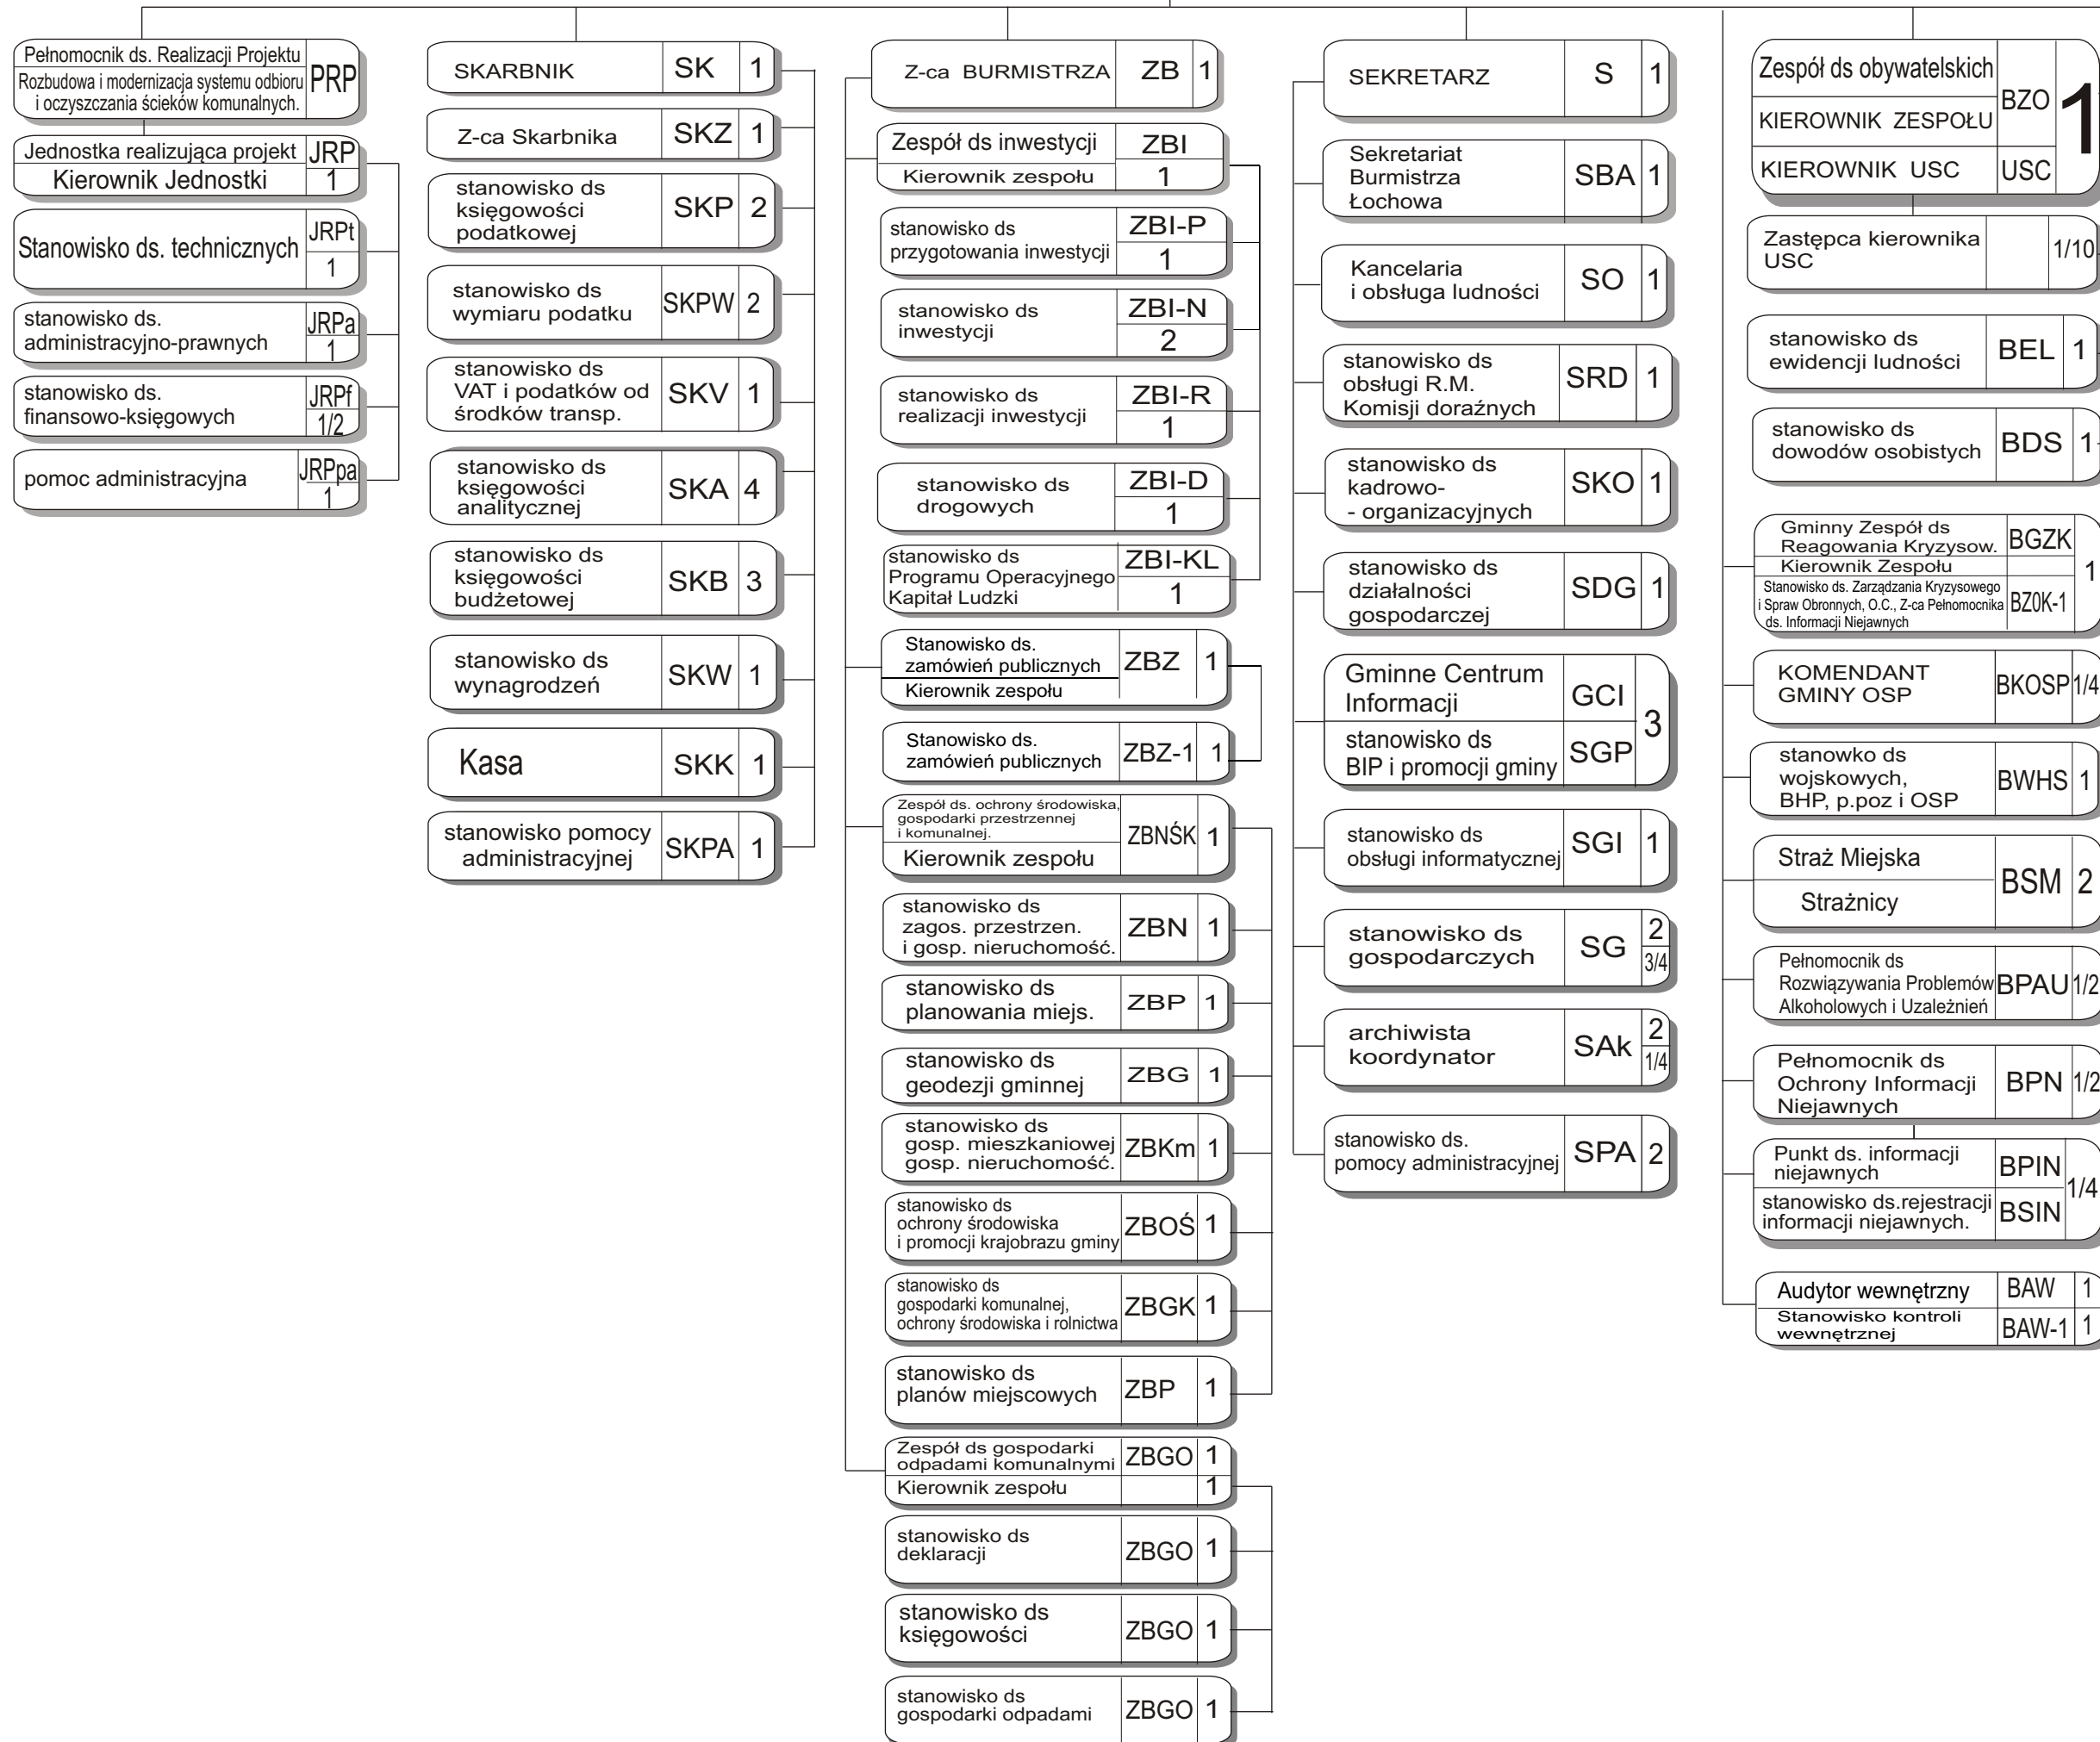 Pełnomocnik ds. Realizacji Projektu
Rozbudowa i modernizacja systemu odbioru
i oczyszczania ścieków komunalnych.
PRP
Jednostka realizująca projekt
Kierownik Jednostki
JRP
1
Stanowisko ds. technicznych
JRPt
1
stanowisko ds.
administracyjno-prawnych
JRPa
1
stanowisko ds.
finansowo-księgowych
JRPf
1/2
pomoc administracyjna
JRPpa
1
SKARBNIK SK 1
Z-ca Skarbnika SKZ 1
stanowisko ds
księgowości
podatkowej
SKP 2
stanowisko ds
wymiaru podatku
SKPW 2
stanowisko ds
VAT i podatków od
środków transp.
SKV 1
stanowisko ds
księgowości
analitycznej
SKA 4
stanowisko ds
księgowości
budżetowej
SKB 3
stanowisko ds
wynagrodzeń
SKW 1
Kasa SKK 1
stanowisko pomocy
administracyjnej
SKPA 1
Z-ca BURMISTRZA ZB 1
Zespół ds inwestycji
Kierownik zespołu
ZBI
1
stanowisko ds
przygotowania inwestycji
ZBI-P
1
stanowisko ds
inwestycji
ZBI-N
2
stanowisko ds
realizacji inwestycji
ZBI-R
1
stanowisko ds
drogowych
ZBI-D
1
stanowisko ds
Programu Operacyjnego
Kapitał Ludzki
ZBI-KL
1
Stanowisko ds.
zamówień publicznych
Kierownik zespołu
ZBZ 1
Stanowisko ds.
zamówień publicznych
ZBZ-1 1
Zespół ds. ochrony środowiska,
gospodarki przestrzennej
i komunalnej.
Kierownik zespołu
ZBNŚK 1
stanowisko ds
zagos. przestrzen.
i gosp. nieruchomość.
ZBN 1
stanowisko ds
planowania miejs.
ZBP 1
stanowisko ds
geodezji gminnej
ZBG 1
stanowisko ds
gosp. mieszkaniowej
gosp. nieruchomość.
ZBKm 1
stanowisko ds
ochrony środowiska
i promocji krajobrazu gminy
ZBOŚ 1
stanowisko ds
gospodarki komunalnej,
ochrony środowiska i rolnictwa
ZBGK 1
stanowisko ds
planów miejscowych
ZBP 1
Zespół ds gospodarki
odpadami komunalnymi
ZBGO 1
Kierownik zespołu 1
stanowisko ds
deklaracji
ZBGO 1
stanowisko ds
księgowości
ZBGO 1
stanowisko ds
gospodarki odpadami
ZBGO 1
SEKRETARZ S 1
Sekretariat
Burmistrza
Łochowa
SBA 1
Kancelaria
i obsługa ludności
SO 1
stanowisko ds
obsługi R.M.
Komisji doraźnych
SRD 1
stanowisko ds
kadrowo-
- organizacyjnych
SKO 1
stanowisko ds
działalności
gospodarczej
SDG 1
Gminne Centrum
Informacji
GCI
stanowisko ds
BIP i promocji gminy
SGP
3
stanowisko ds
obsługi informatycznej
SGI 1
stanowisko ds
gospodarczych
SG
2
3/4
archiwista
koordynator
SAk
2
1/4
stanowisko ds.
pomocy administracyjnej
SPA 2
Zespół ds obywatelskich
KIEROWNIK ZESPOŁU
BZO
KIEROWNIK USC USC
1
Zastępca kierownika
USC
1/10
stanowisko ds
ewidencji ludności
BEL 1
stanowisko ds
dowodów osobistych
BDS 1
Gminny Zespół ds
Reagowania Kryzysow.
BGZK
Kierownik Zespołu
Stanowisko ds. Zarządzania Kryzysowego
i Spraw Obronnych, O.C., Z-ca Pełnomocnika
ds. Informacji Niejawnych
BZ0K-1
1
KOMENDANT
GMINY OSP
BKOSP 1/4
stanowko ds
wojskowych,
BHP, p.poz i OSP
BWHS 1
Straż Miejska
Strażnicy
BSM 2
Pełnomocnik ds
Rozwiązywania Problemów
Alkoholowych i Uzależnień
BPAU 1/2
Pełnomocnik ds
Ochrony Informacji
Niejawnych
BPN 1/2
Punkt ds. informacji
niejawnych
BPIN
stanowisko ds.rejestracji
informacji niejawnych.
BSIN
1/4
Audytor wewnętrzny BAW 1
Stanowisko kontroli
wewnętrznej
BAW-1 1